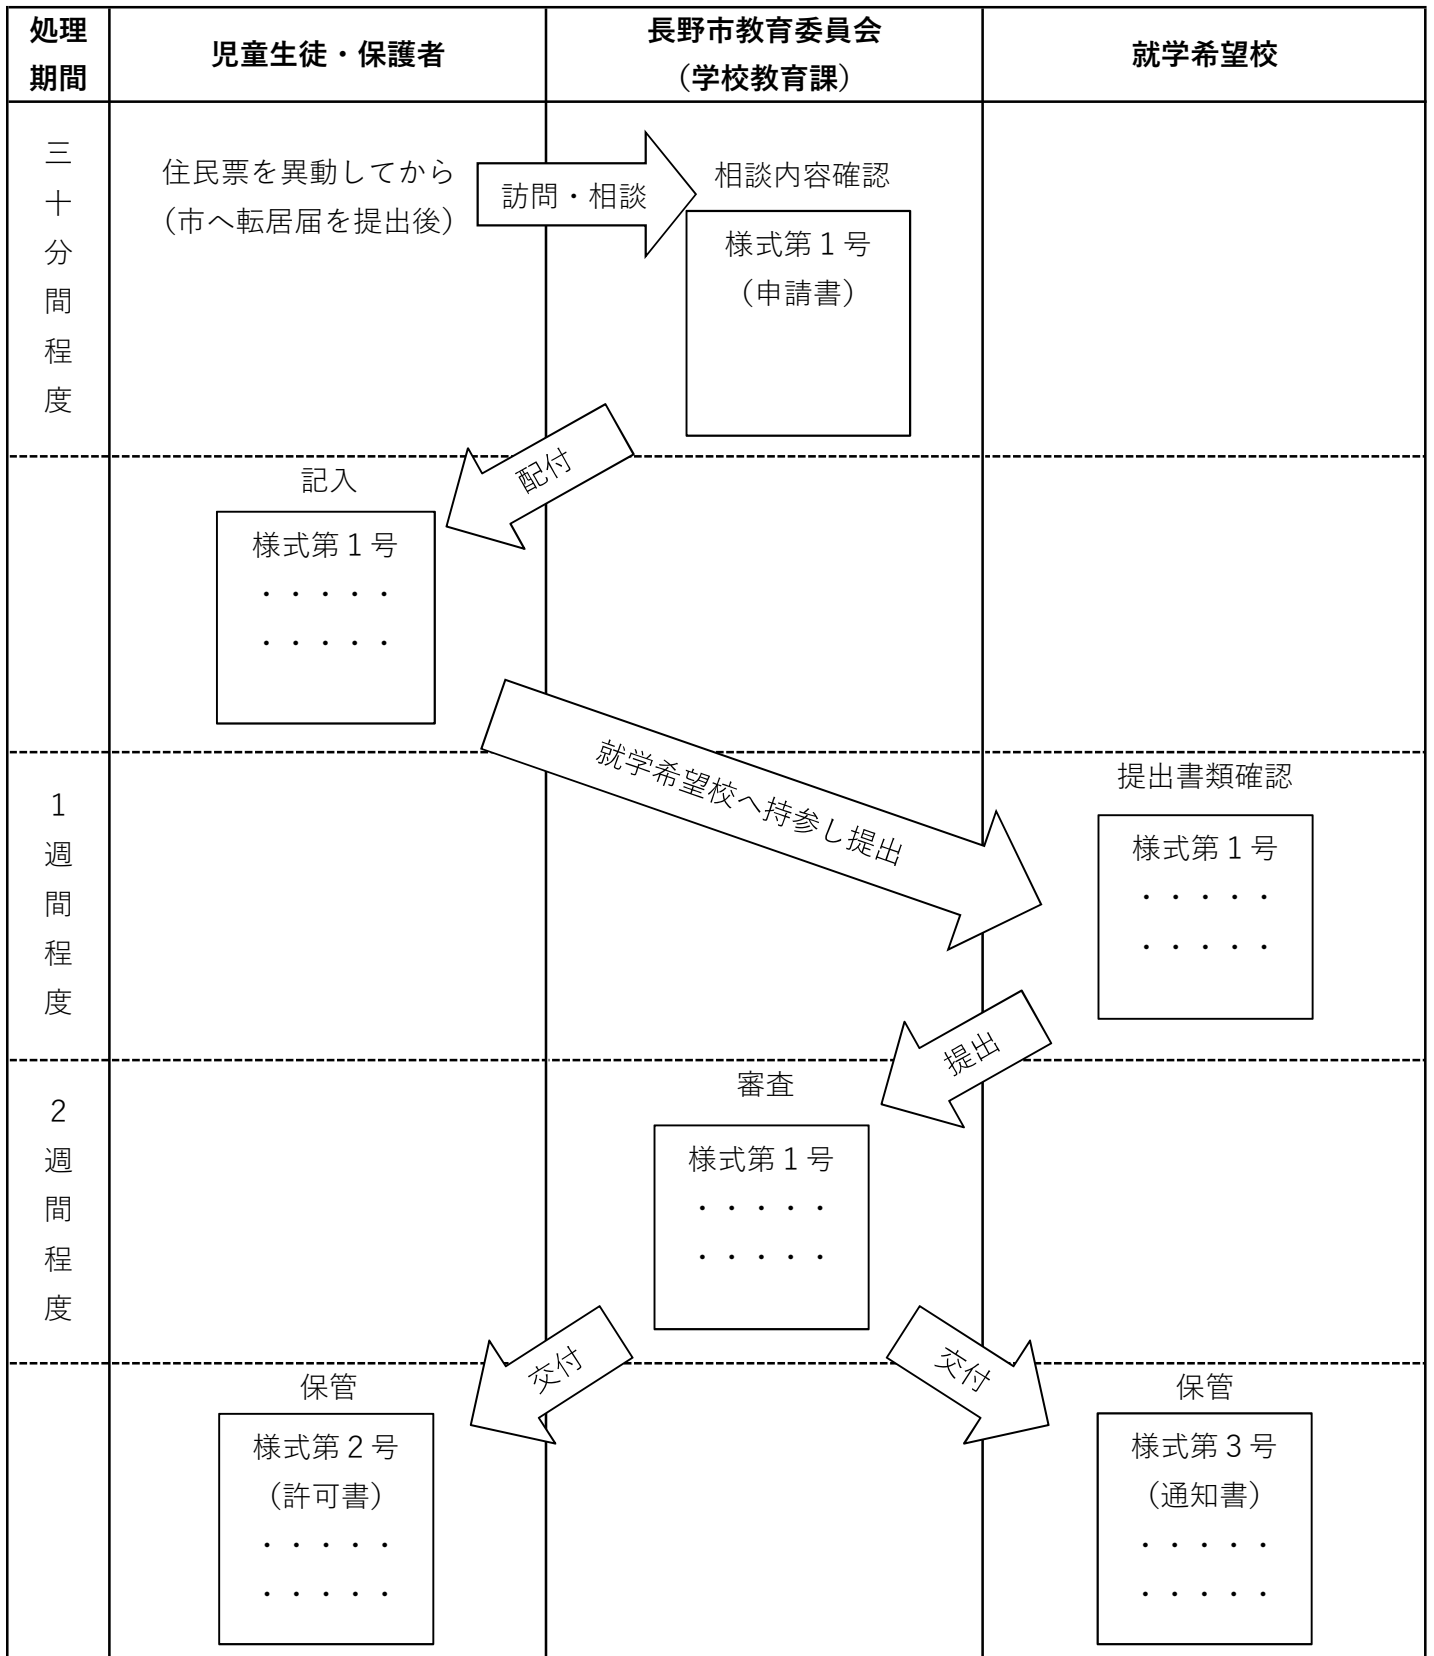 処理
期間
児童生徒・保護者
長野市教育委員会
（学校教育課）
就学希望校
三十分間程度
住民票を異動してから
（市へ転居届を提出後）
訪問・相談
相談内容確認
様式第１号
（申請書）
配付
記入
様式第１号
・・・・・
・・・・・
就学希望校へ持参し提出
1週間程度
提出書類確認
様式第１号
・・・・・
・・・・・
提出
2週間程度
審査
様式第１号
・・・・・
・・・・・
交付
交付
保管
様式第２号
（許可書）
・・・・・
・・・・・
保管
様式第３号
（通知書）
・・・・・
・・・・・